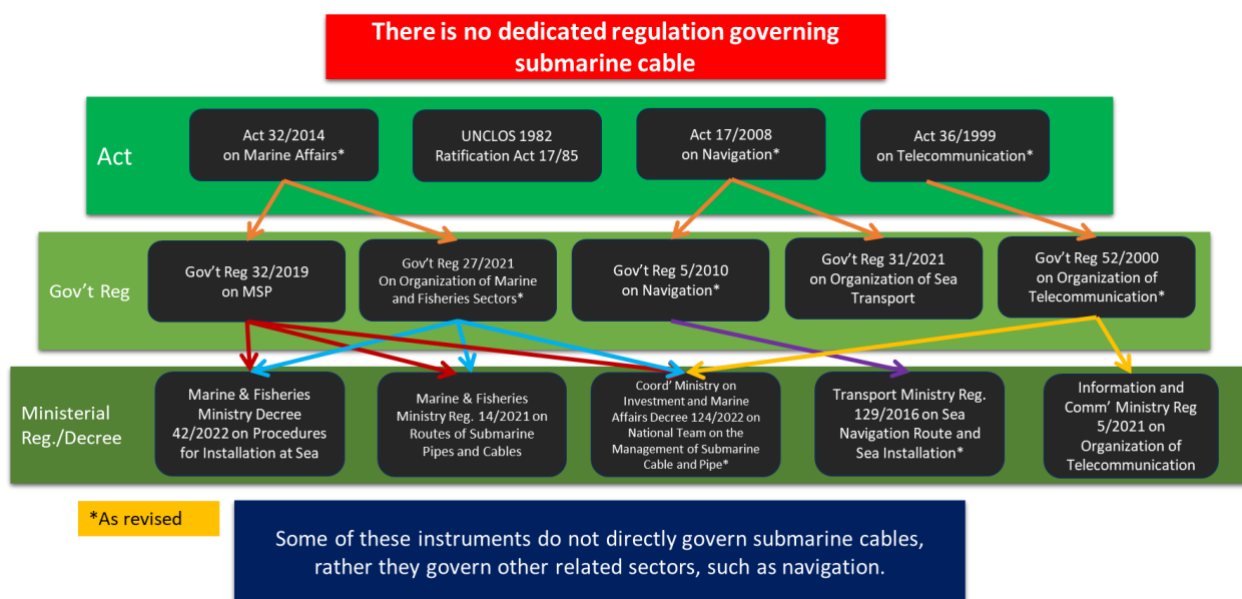 There is no dedicated regulation governing
submarine cable
Act
Act 32/2014
on Marine Affairs*
UNCLOS 1982
Ratification Act 17/85
Act 17/2008
on Navigation*
Act 36/1999
on Telecommunication*
Gov't Reg
Gov't Reg 32/2019
on MSP
Gov't Reg 27/2021
On Organization of Marine
and Fisheries Sectors*
Gov't Reg 5/2010
on Navigation*
Gov't Reg 31/2021
on Organization of Sea
Transport
Gov't Reg 52/2000
on Organization of
Telecommunication*
Ministerial
Reg./Decree
Marine & Fisheries
Ministry Decree
42/2022 on Procedures
for Installation at Sea
Marine & Fisheries
Ministry Reg. 14/2021 on
Routes of Submarine
Pipes and Cables
Coord' Ministry on
Investment and Marine
Affairs Decree 124/2022 on
National Team on the
Management of Submarine
Cable and Pipe*
Transport Ministry Reg.
129/2016 on Sea
Navigation Route and
Sea Installation*
Information and
Comm' Ministry Reg
5/2021 on
Organization of
Telecommunication
*As revised
Some of these instruments do not directly govern submarine cables,
rather they govern other related sectors, such as navigation.